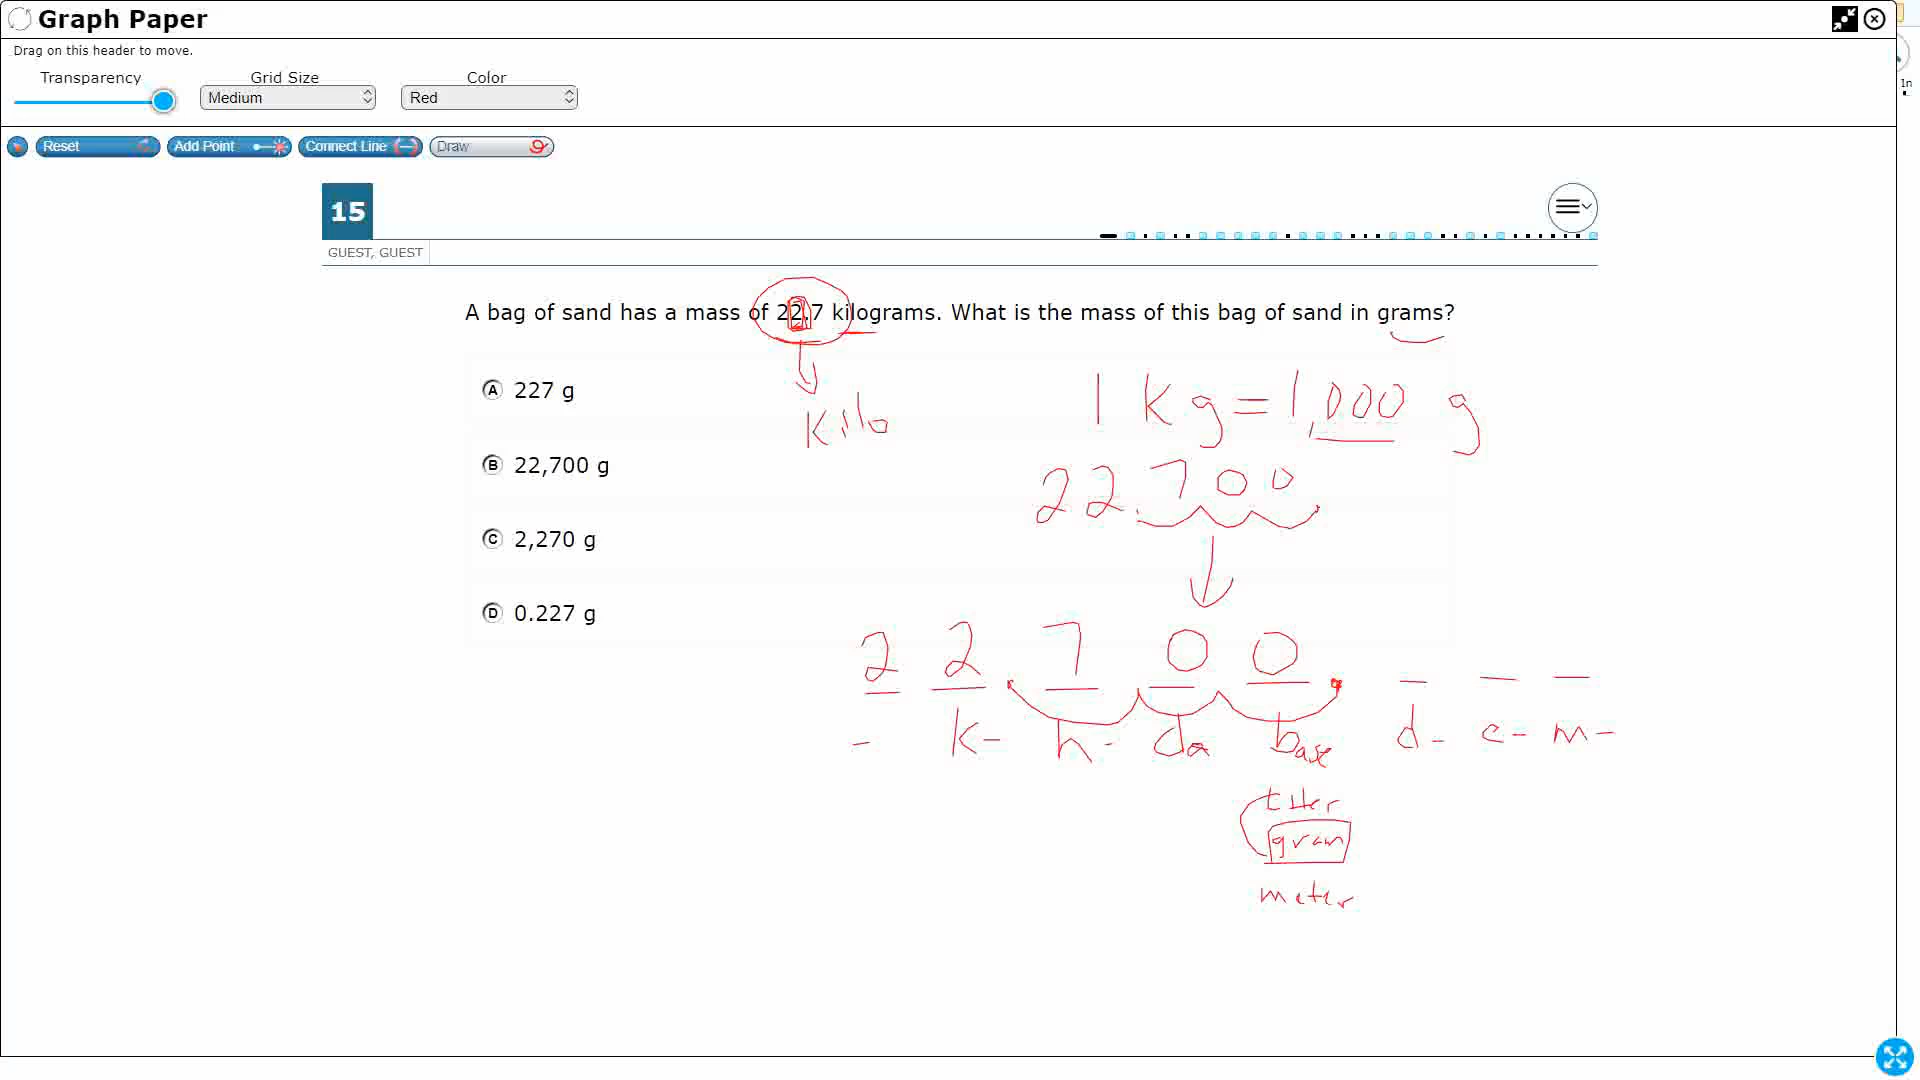 Graph Paper
Drag on this header to move.
Transparency Grid Size Color
Medium Red
Reset Add Point Connect Line Draw
In
15
GUEST, GUEST
A bag of sand has a mass of 22.7 kilograms. What is the mass of this bag of sand in grams?
A 227 g
B 22,700 g
C 2,270 g
D 0.227 g
kilo
1 kg = 1,000 g
22.700.
2 2.7 0 0. _ _ _
- k- h- da base d- c- m-
liter
gram
meter